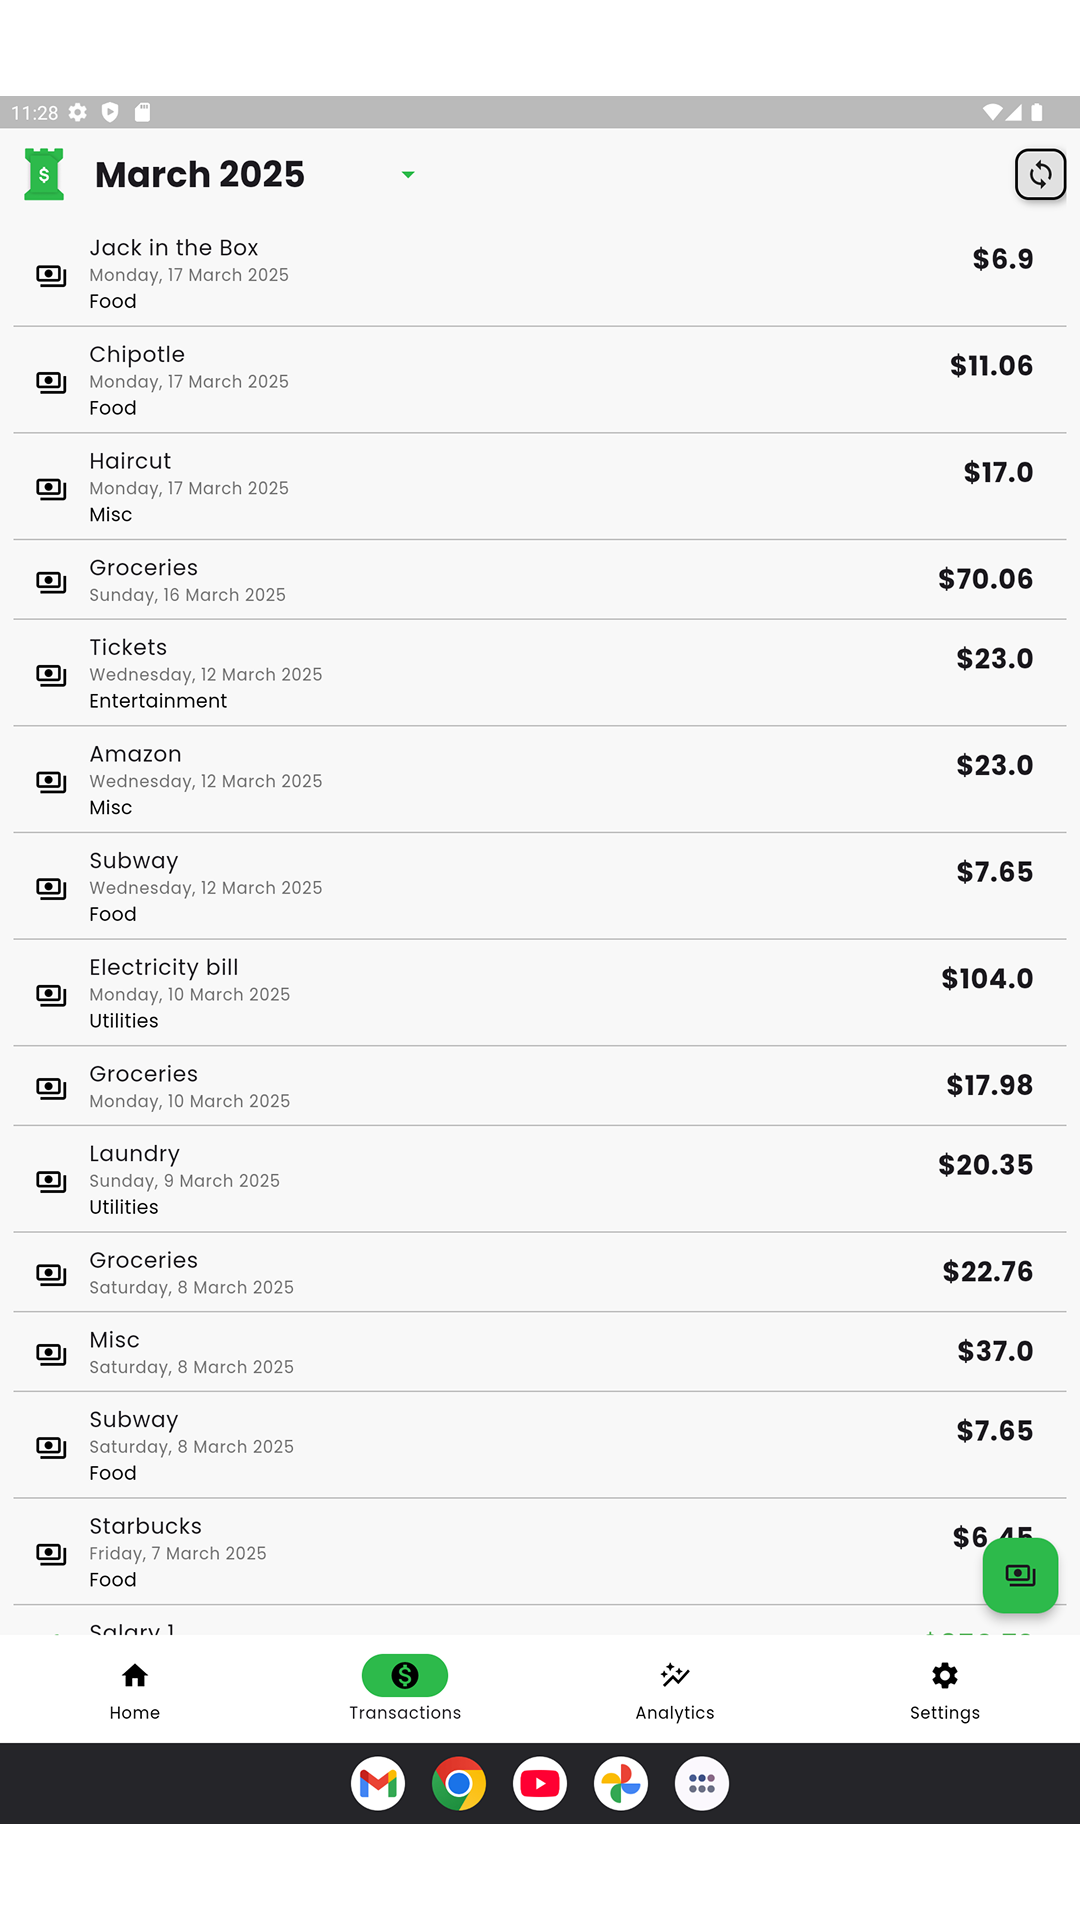 11:28
$
March 2025
Jack in the Box
$6.9
Monday, 17 March 2025
Food
Chipotle
$11.06
Monday, 17 March 2025
Food
Haircut
$17.0
Monday, 17 March 2025
Misc
Groceries
$70.06
Sunday, 16 March 2025
Tickets
$23.0
Wednesday, 12 March 2025
Entertainment
Amazon
$23.0
Wednesday, 12 March 2025
Misc
Subway
$7.65
Wednesday, 12 March 2025
Food
Electricity bill
$104.0
Monday, 10 March 2025
Utilities
Groceries
$17.98
Monday, 10 March 2025
Laundry
$20.35
Sunday, 9 March 2025
Utilities
Groceries
$22.76
Saturday, 8 March 2025
Misc
$37.0
Saturday, 8 March 2025
Subway
$7.65
Saturday, 8 March 2025
Food
Starbucks
$6.45
Friday, 7 March 2025
Food
Salary 1
Home
Transactions
Analytics
Settings